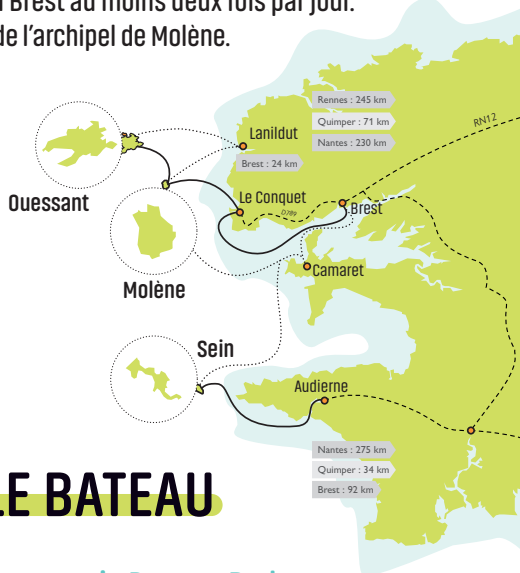 Brest au moins deux fois par jour.
de l’archipel de Molène.
Rennes : 245 km
Quimper : 71 km
Nantes : 230 km
RN12
Lanildut
Brest : 24 km
Ouessant
Le Conquet
D789
Brest
Molène
Camaret
Sein
Audierne
Nantes : 275 km
Quimper : 34 km
Brest : 92 km
LE BATEAU